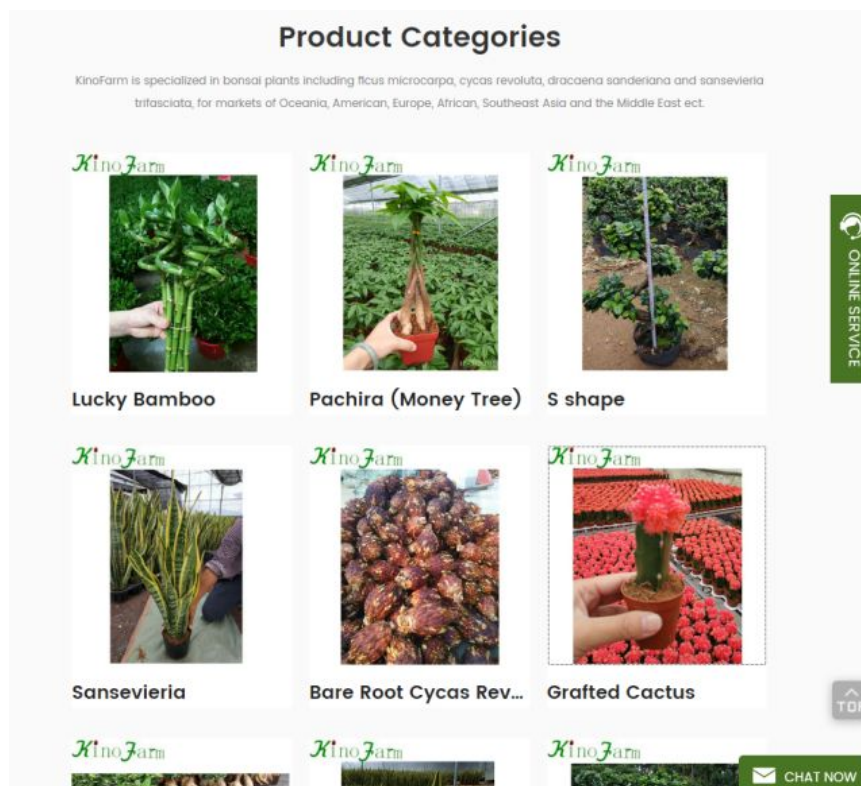 Product Categories
KinoFarm is specialized in bonsai plants including ficus microcarpa, cycas revoluta, dracaena sanderiana and sansevieria
trifasciata, for markets of Oceania, American, Europe, African, Southeast Asia and the Middle East ect.
KinoFarm
KinoFarm
KinoFarm
Lucky Bamboo
Pachira (Money Tree)
S shape
ONLINE SERVICE
KinoFarm
KinoFarm
KinoFarm
Sansevieria
Bare Root Cycas Rev...
Grafted Cactus
TOP
KinoFarm
KinoFarm
KinoFarm
CHAT NOW